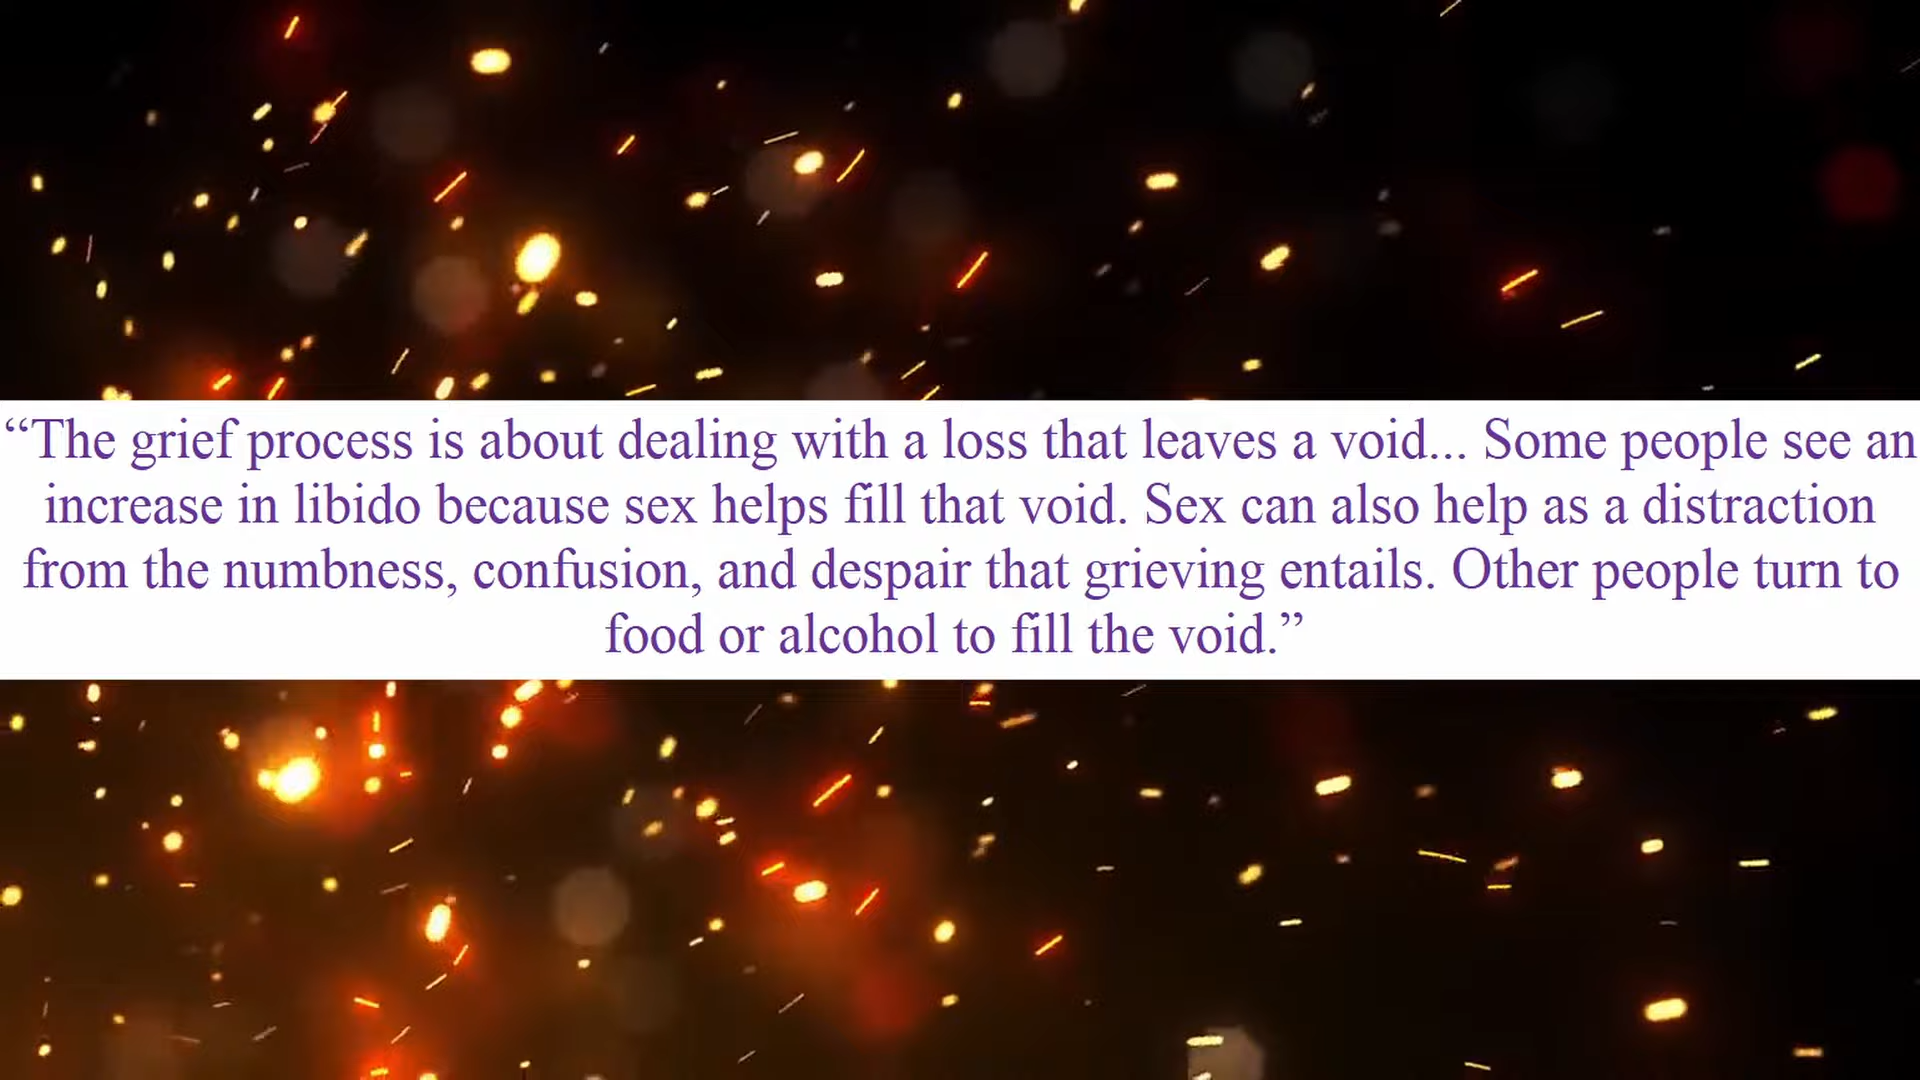 “The grief process is about dealing with a loss that leaves a void... Some people see an
increase in libido because sex helps fill that void. Sex can also help as a distraction
from the numbness, confusion, and despair that grieving entails. Other people turn to
food or alcohol to fill the void.”